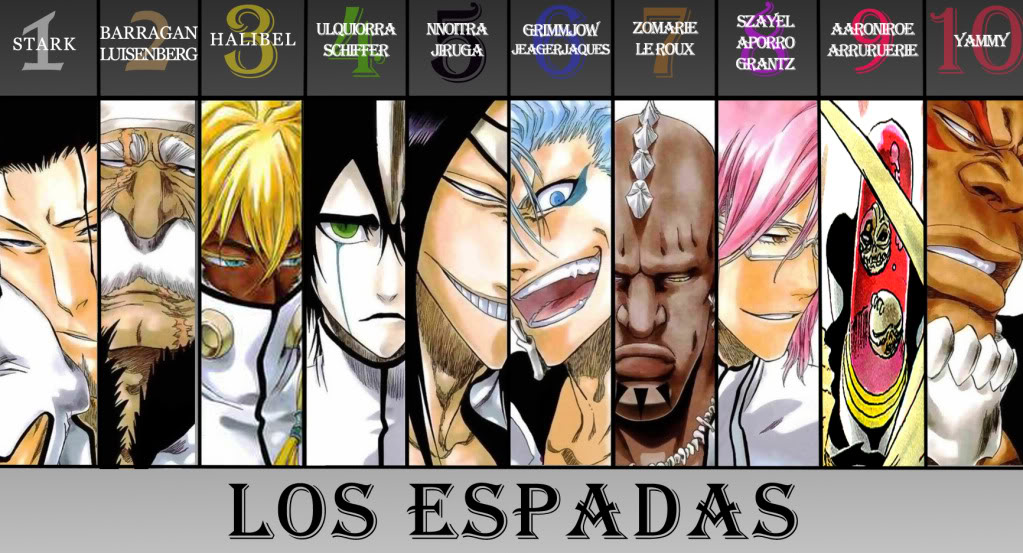 1
STARK
2
BARRAGAN
LUISENBERG
3
HALIBEL
4
ULQUIORRA
SCHIFFER
5
NNOITRA
JIRUGA
6
GRIMMJOW
JEAGERJAQUES
7
ZOMARIE
LE ROUX
8
SZAYEL
APORRO
GRANTZ
9
AARONIROE
ARRURUERIE
10
YAMMY
LOS ESPADAS